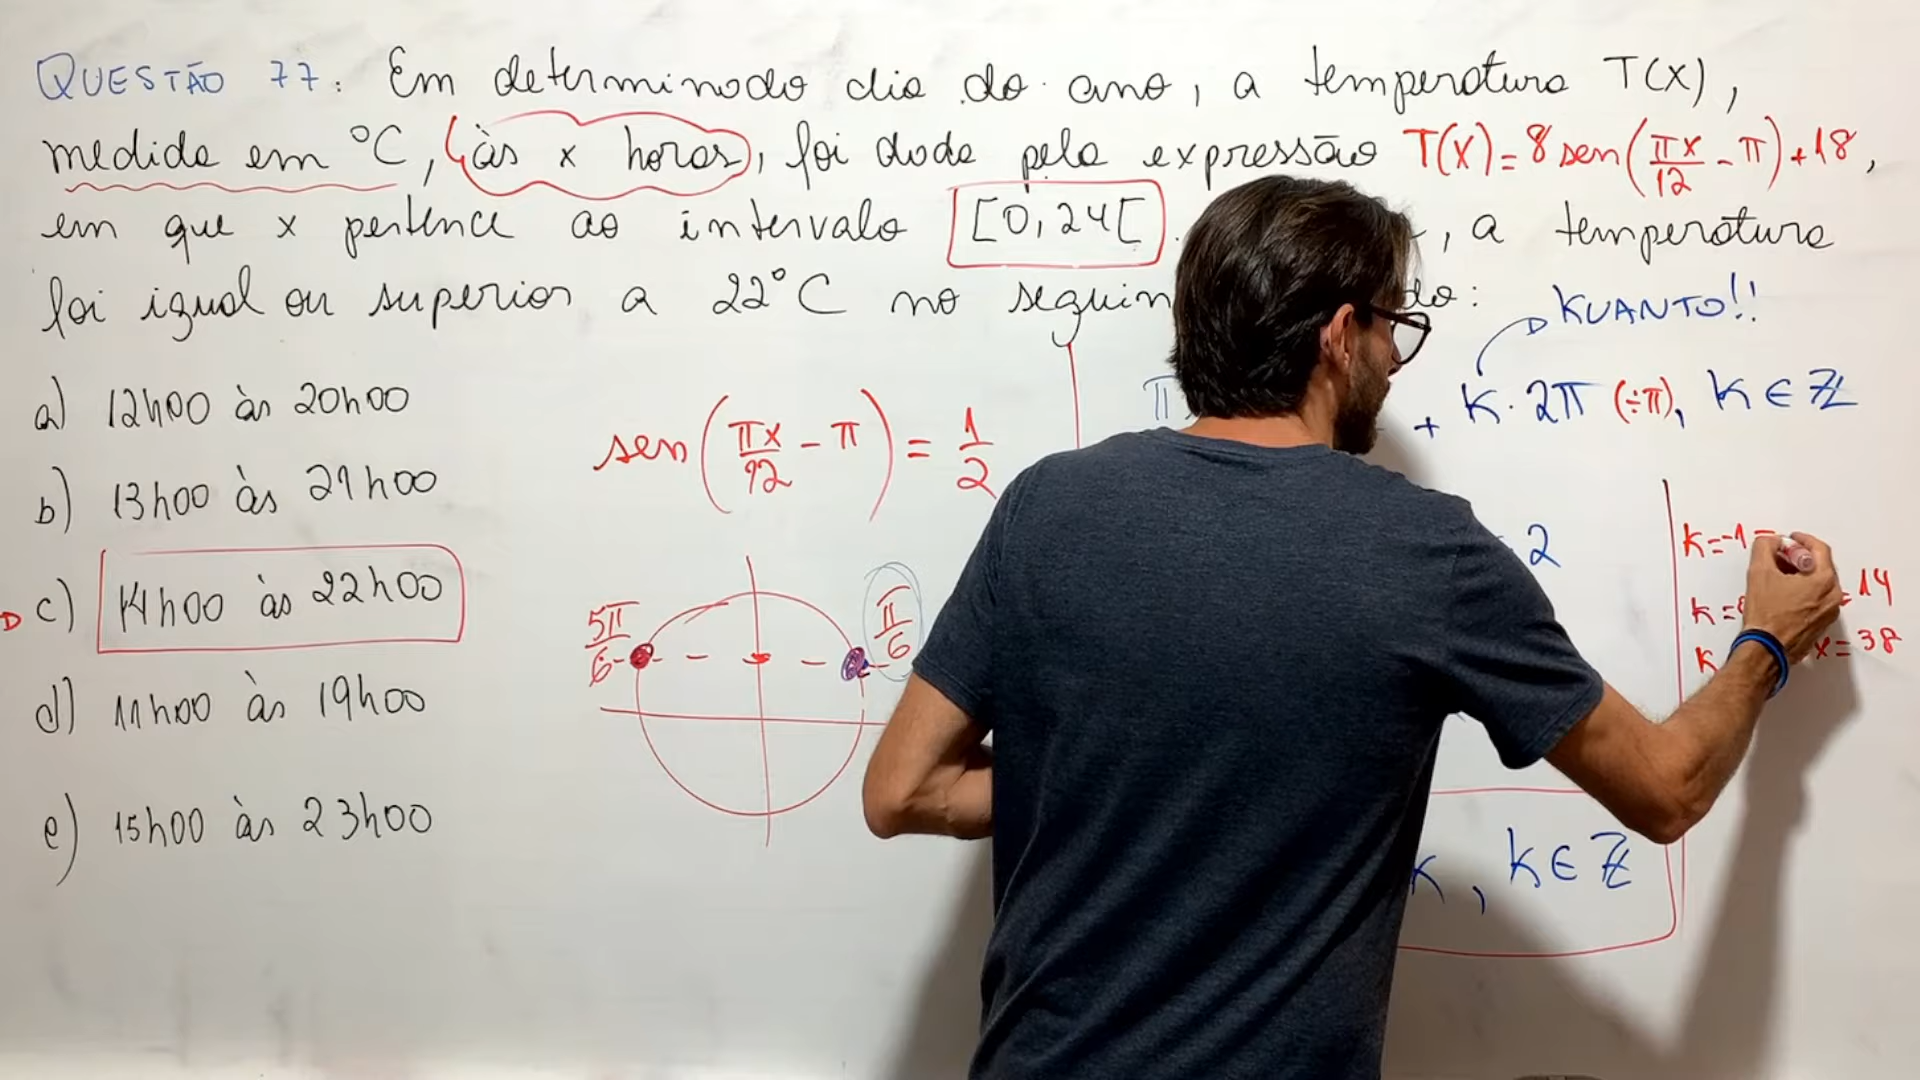 QUESTÃO 77: Em determinado dia do ano, a temperatura T(X),
medida em °C, às x horas, foi dada pela expressão T(X)=8 sen(πx/12 - π)+18,
em que x pertence ao intervalo [0,24[. , a temperatura
foi igual ou superior a 22°C no do:
KUANTO!!
a) 12h00 às 20h00
b) 13h00 às 21h00
c) 14h00 às 22h00
d) 11h00 às 19h00
e) 15h00 às 23h00
sen(πx/12 - π) = 1/2
5π/6
π/6
π
+ K·2π (÷π), K∈ℤ
2
K=-1
K= =14
K x=38
K, K∈ℤ